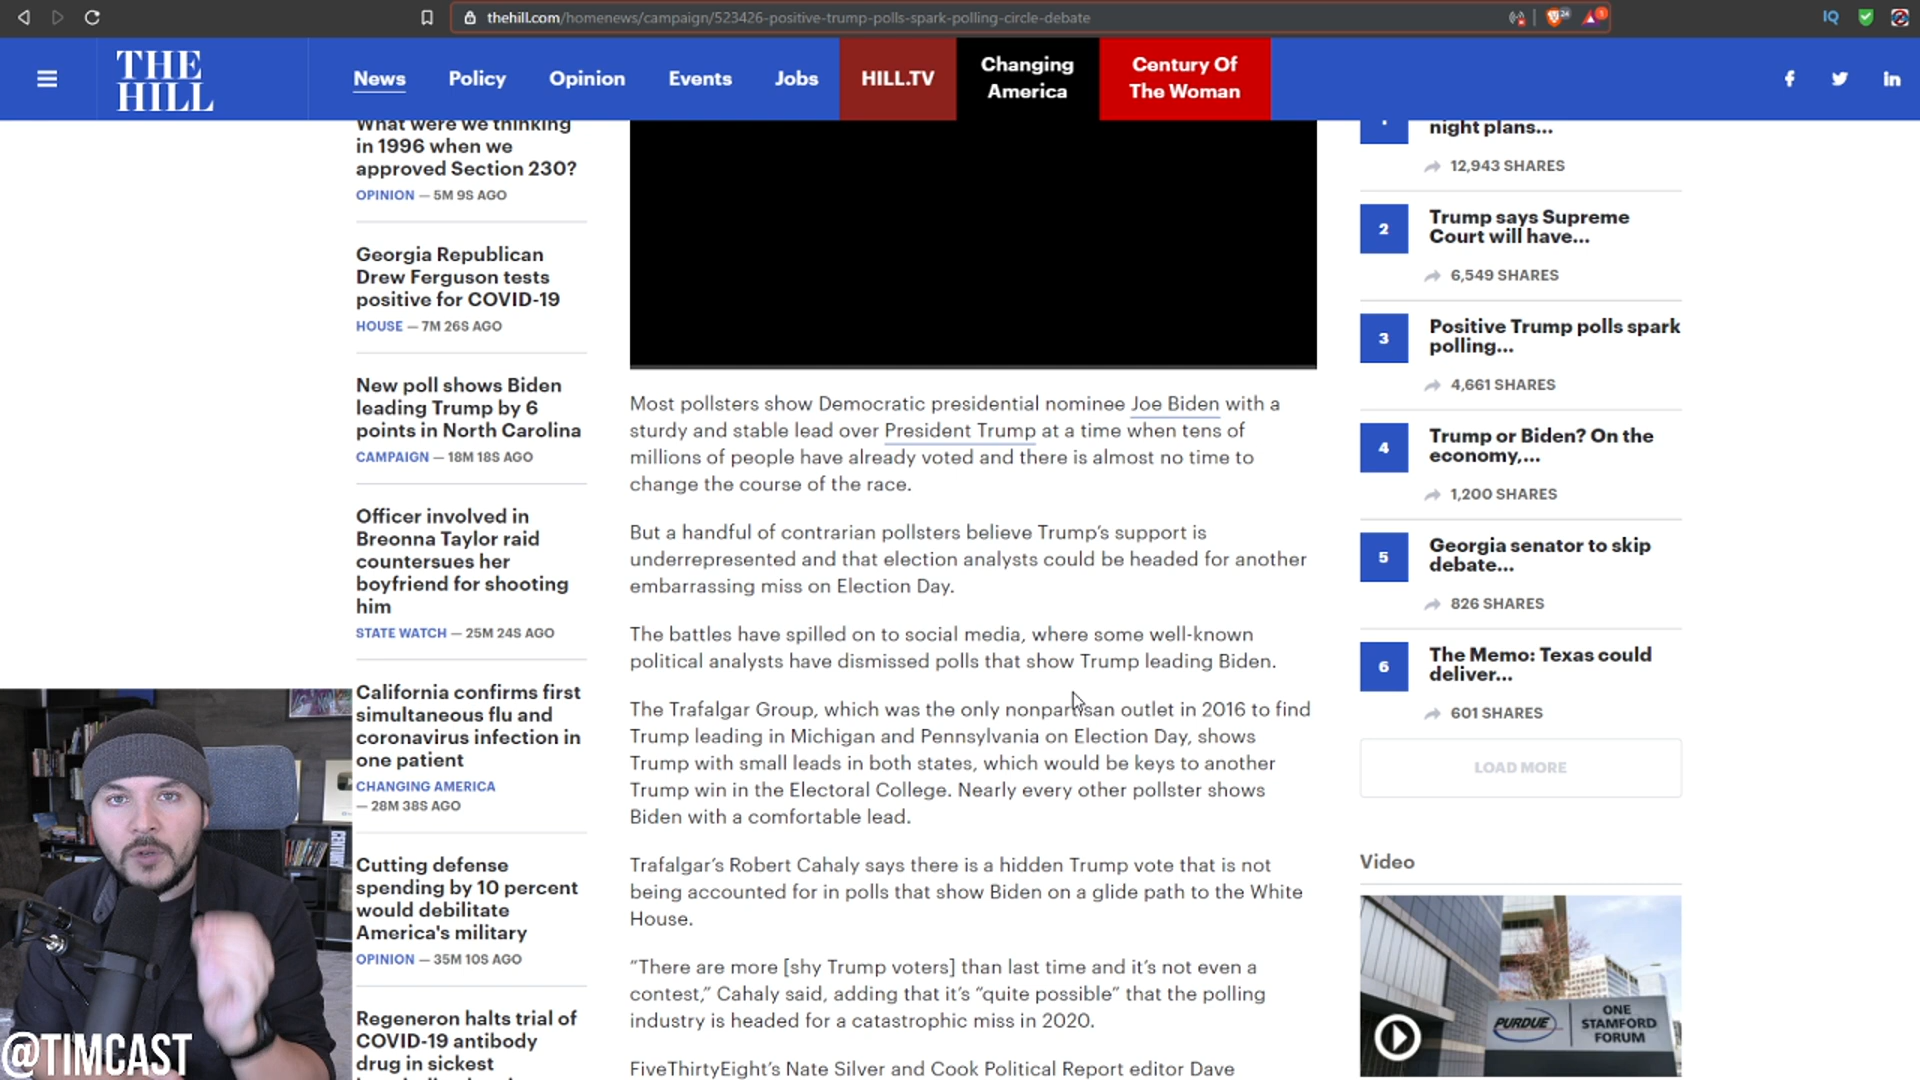 thehill.com/homenews/campaign/523426-positive-trump-polls-spark-polling-circle-debate
24
1
IQ
THE
HILL
News
Policy
Opinion
Events
Jobs
HILL.TV
Changing
America
Century Of
The Woman
What were we thinking
in 1996 when we
approved Section 230?
OPINION — 5M 9S AGO
Georgia Republican
Drew Ferguson tests
positive for COVID-19
HOUSE — 7M 26S AGO
New poll shows Biden
leading Trump by 6
points in North Carolina
CAMPAIGN — 18M 18S AGO
Officer involved in
Breonna Taylor raid
countersues her
boyfriend for shooting
him
STATE WATCH — 25M 24S AGO
California confirms first
simultaneous flu and
coronavirus infection in
one patient
CHANGING AMERICA
— 28M 38S AGO
Cutting defense
spending by 10 percent
would debilitate
America's military
OPINION — 35M 10S AGO
Regeneron halts trial of
COVID-19 antibody
drug in sickest
Most pollsters show Democratic presidential nominee Joe Biden with a
sturdy and stable lead over President Trump at a time when tens of
millions of people have already voted and there is almost no time to
change the course of the race.
But a handful of contrarian pollsters believe Trump's support is
underrepresented and that election analysts could be headed for another
embarrassing miss on Election Day.
The battles have spilled on to social media, where some well-known
political analysts have dismissed polls that show Trump leading Biden.
The Trafalgar Group, which was the only nonpartisan outlet in 2016 to find
Trump leading in Michigan and Pennsylvania on Election Day, shows
Trump with small leads in both states, which would be keys to another
Trump win in the Electoral College. Nearly every other pollster shows
Biden with a comfortable lead.
Trafalgar's Robert Cahaly says there is a hidden Trump vote that is not
being accounted for in polls that show Biden on a glide path to the White
House.
“There are more [shy Trump voters] than last time and it's not even a
contest,” Cahaly said, adding that it's “quite possible” that the polling
industry is headed for a catastrophic miss in 2020.
FiveThirtyEight's Nate Silver and Cook Political Report editor Dave
night plans...
12,943 SHARES
2
Trump says Supreme
Court will have...
6,549 SHARES
3
Positive Trump polls spark
polling...
4,661 SHARES
4
Trump or Biden? On the
economy,...
1,200 SHARES
5
Georgia senator to skip
debate...
826 SHARES
6
The Memo: Texas could
deliver...
601 SHARES
LOAD MORE
Video
PURDUE
ONE
STAMFORD
FORUM
@TIMCAST